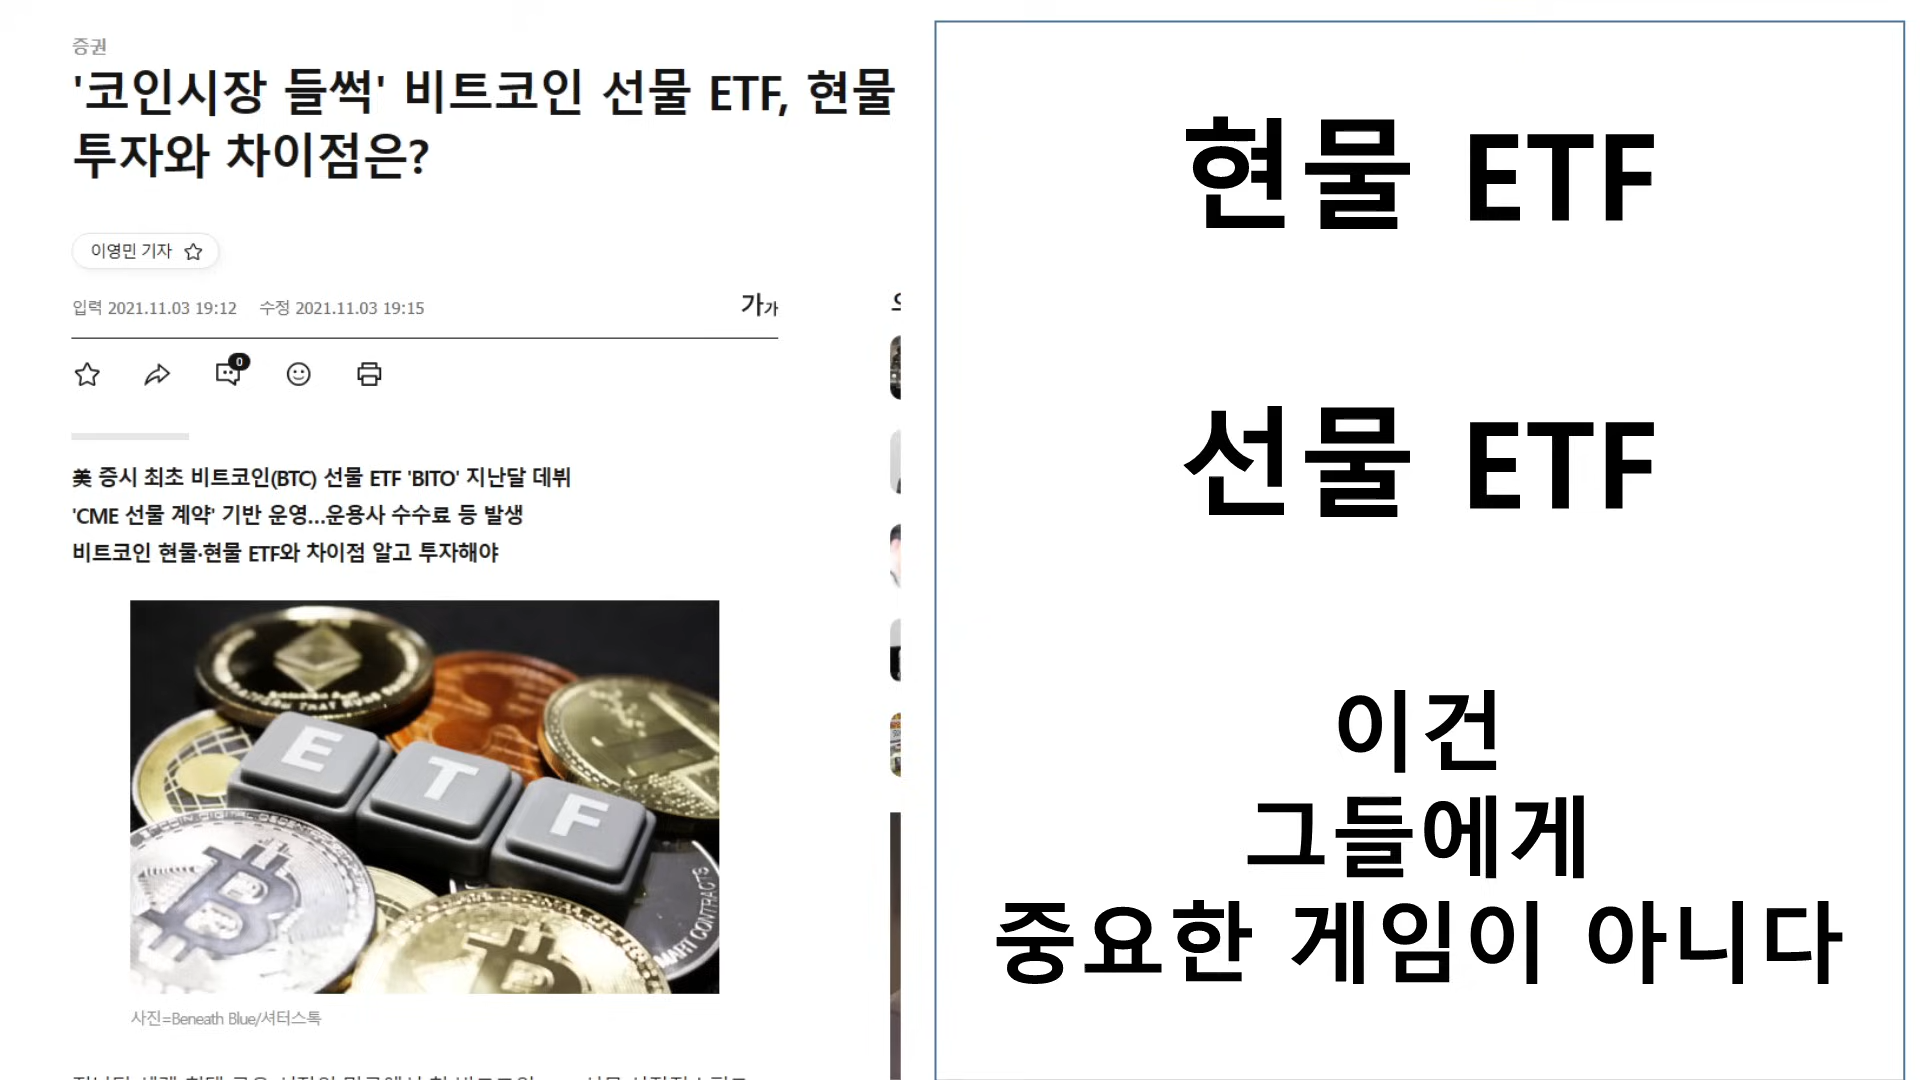 증권
'코인시장 들썩' 비트코인 선물 ETF, 현물
투자와 차이점은?
이영민 기자
입력 2021.11.03 19:12 수정 2021.11.03 19:15
가가
0
美 증시 최초 비트코인(BTC) 선물 ETF 'BITO' 지난달 데뷔
'CME 선물 계약' 기반 운영...운용사 수수료 등 발생
비트코인 현물·현물 ETF와 차이점 알고 투자해야
E T F
MART CONTRACTS
사진=Beneath Blue/셔터스톡
현물 ETF
선물 ETF
이건
그들에게
중요한 게임이 아니다